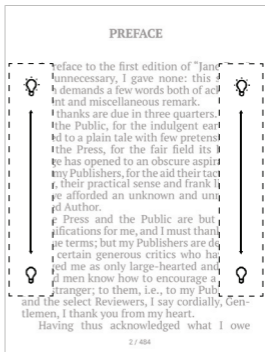 PREFACE
reface to the first edition of "Jane
unnecessary, I gave none: this
demands a few words both of
nt and miscellaneous remark.
thanks are due in three quarters.
the Public, for the indulgent ear
d to a plain tale with few pretens
the Press, for the fair field its
e has opened to an obscure aspir
my Publishers, for the aid their tact
, their practical sense and frank l
e afforded an unknown and un
d Author.
Press and the Public are but
ifications for me, and I must than
ue terms; but my Publishers are de
certain generous critics who ha
ed me as only large-hearted and
d men know how to encourage a
tranger; to them, i.e., to my Pub
and the select Reviewers, I say cordially, Gen-
tlemen, I thank you from my heart.
Having thus acknowledged what I owe
2 / 484